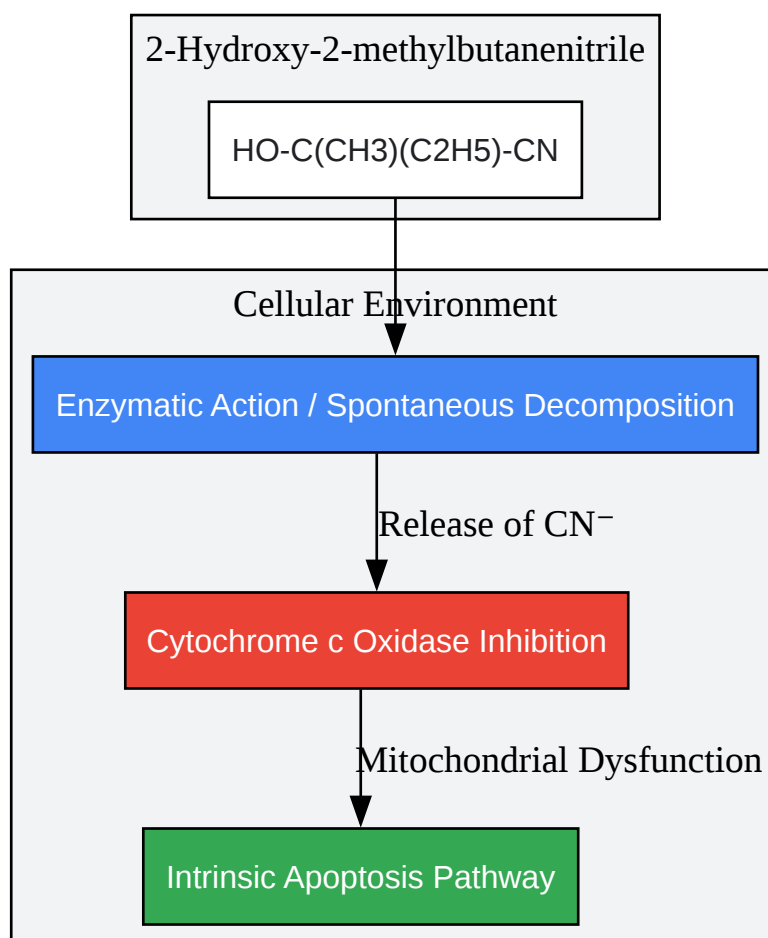 2-Hydroxy-2-methylbutanenitrile
HO-C(CH3)(C2H5)-CN
Cellular Environment
Enzymatic Action / Spontaneous Decomposition
Release of CN⁻
Cytochrome c Oxidase Inhibition
Mitochondrial Dysfunction
Intrinsic Apoptosis Pathway